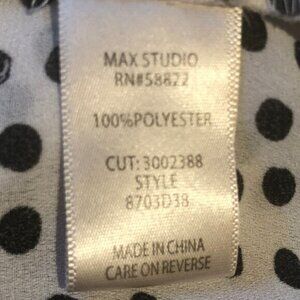 MAX STUDIO
RN#58822
100%POLYESTER
CUT: 3002388
STYLE
8703D38
MADE IN CHINA
CARE ON REVERSE